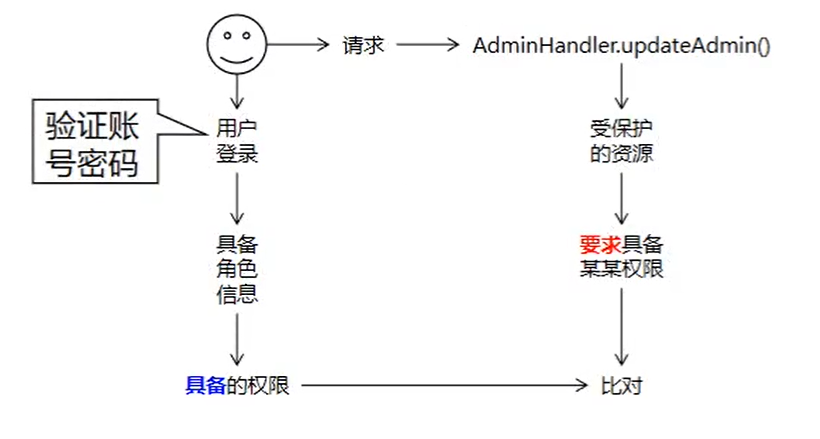 请求
AdminHandler.updateAdmin()
验证账
号密码
用户
登录
受保护
的资源
具备
角色
信息
要求具备
某某权限
具备的权限
比对